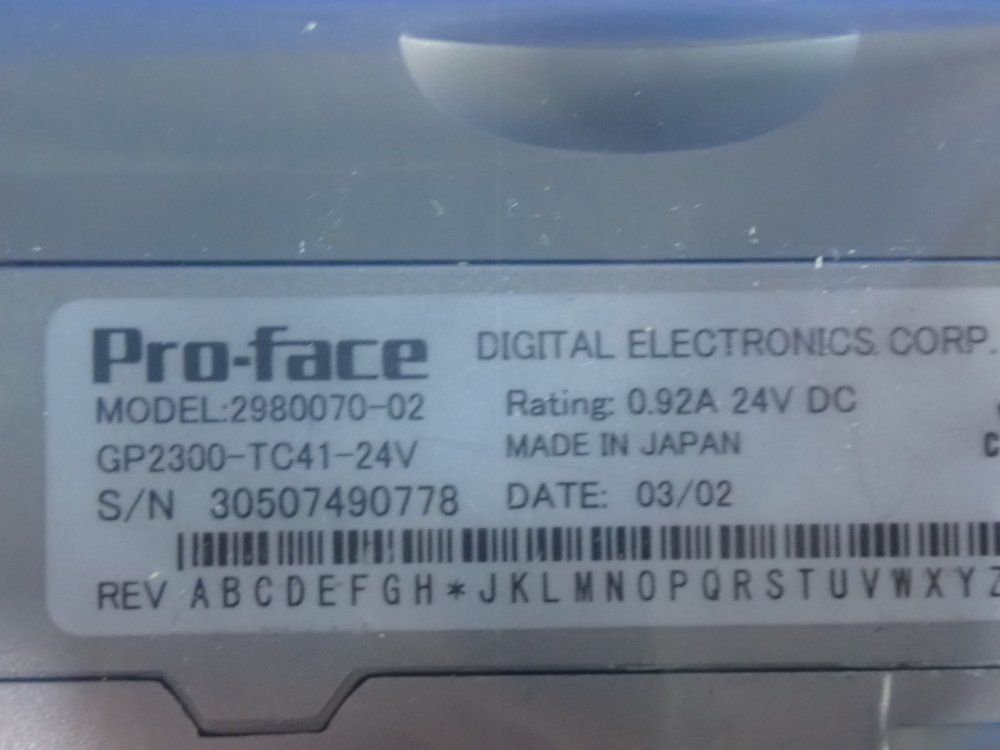 Pro-face DIGITAL ELECTRONICS CORP.
MODEL:2980070-02 Rating: 0.92A 24V DC
GP2300-TC41-24V MADE IN JAPAN
S/N 30507490778 DATE: 03/02
REV A B C D E F G H * J K L M N O P Q R S T U V W X Y Z